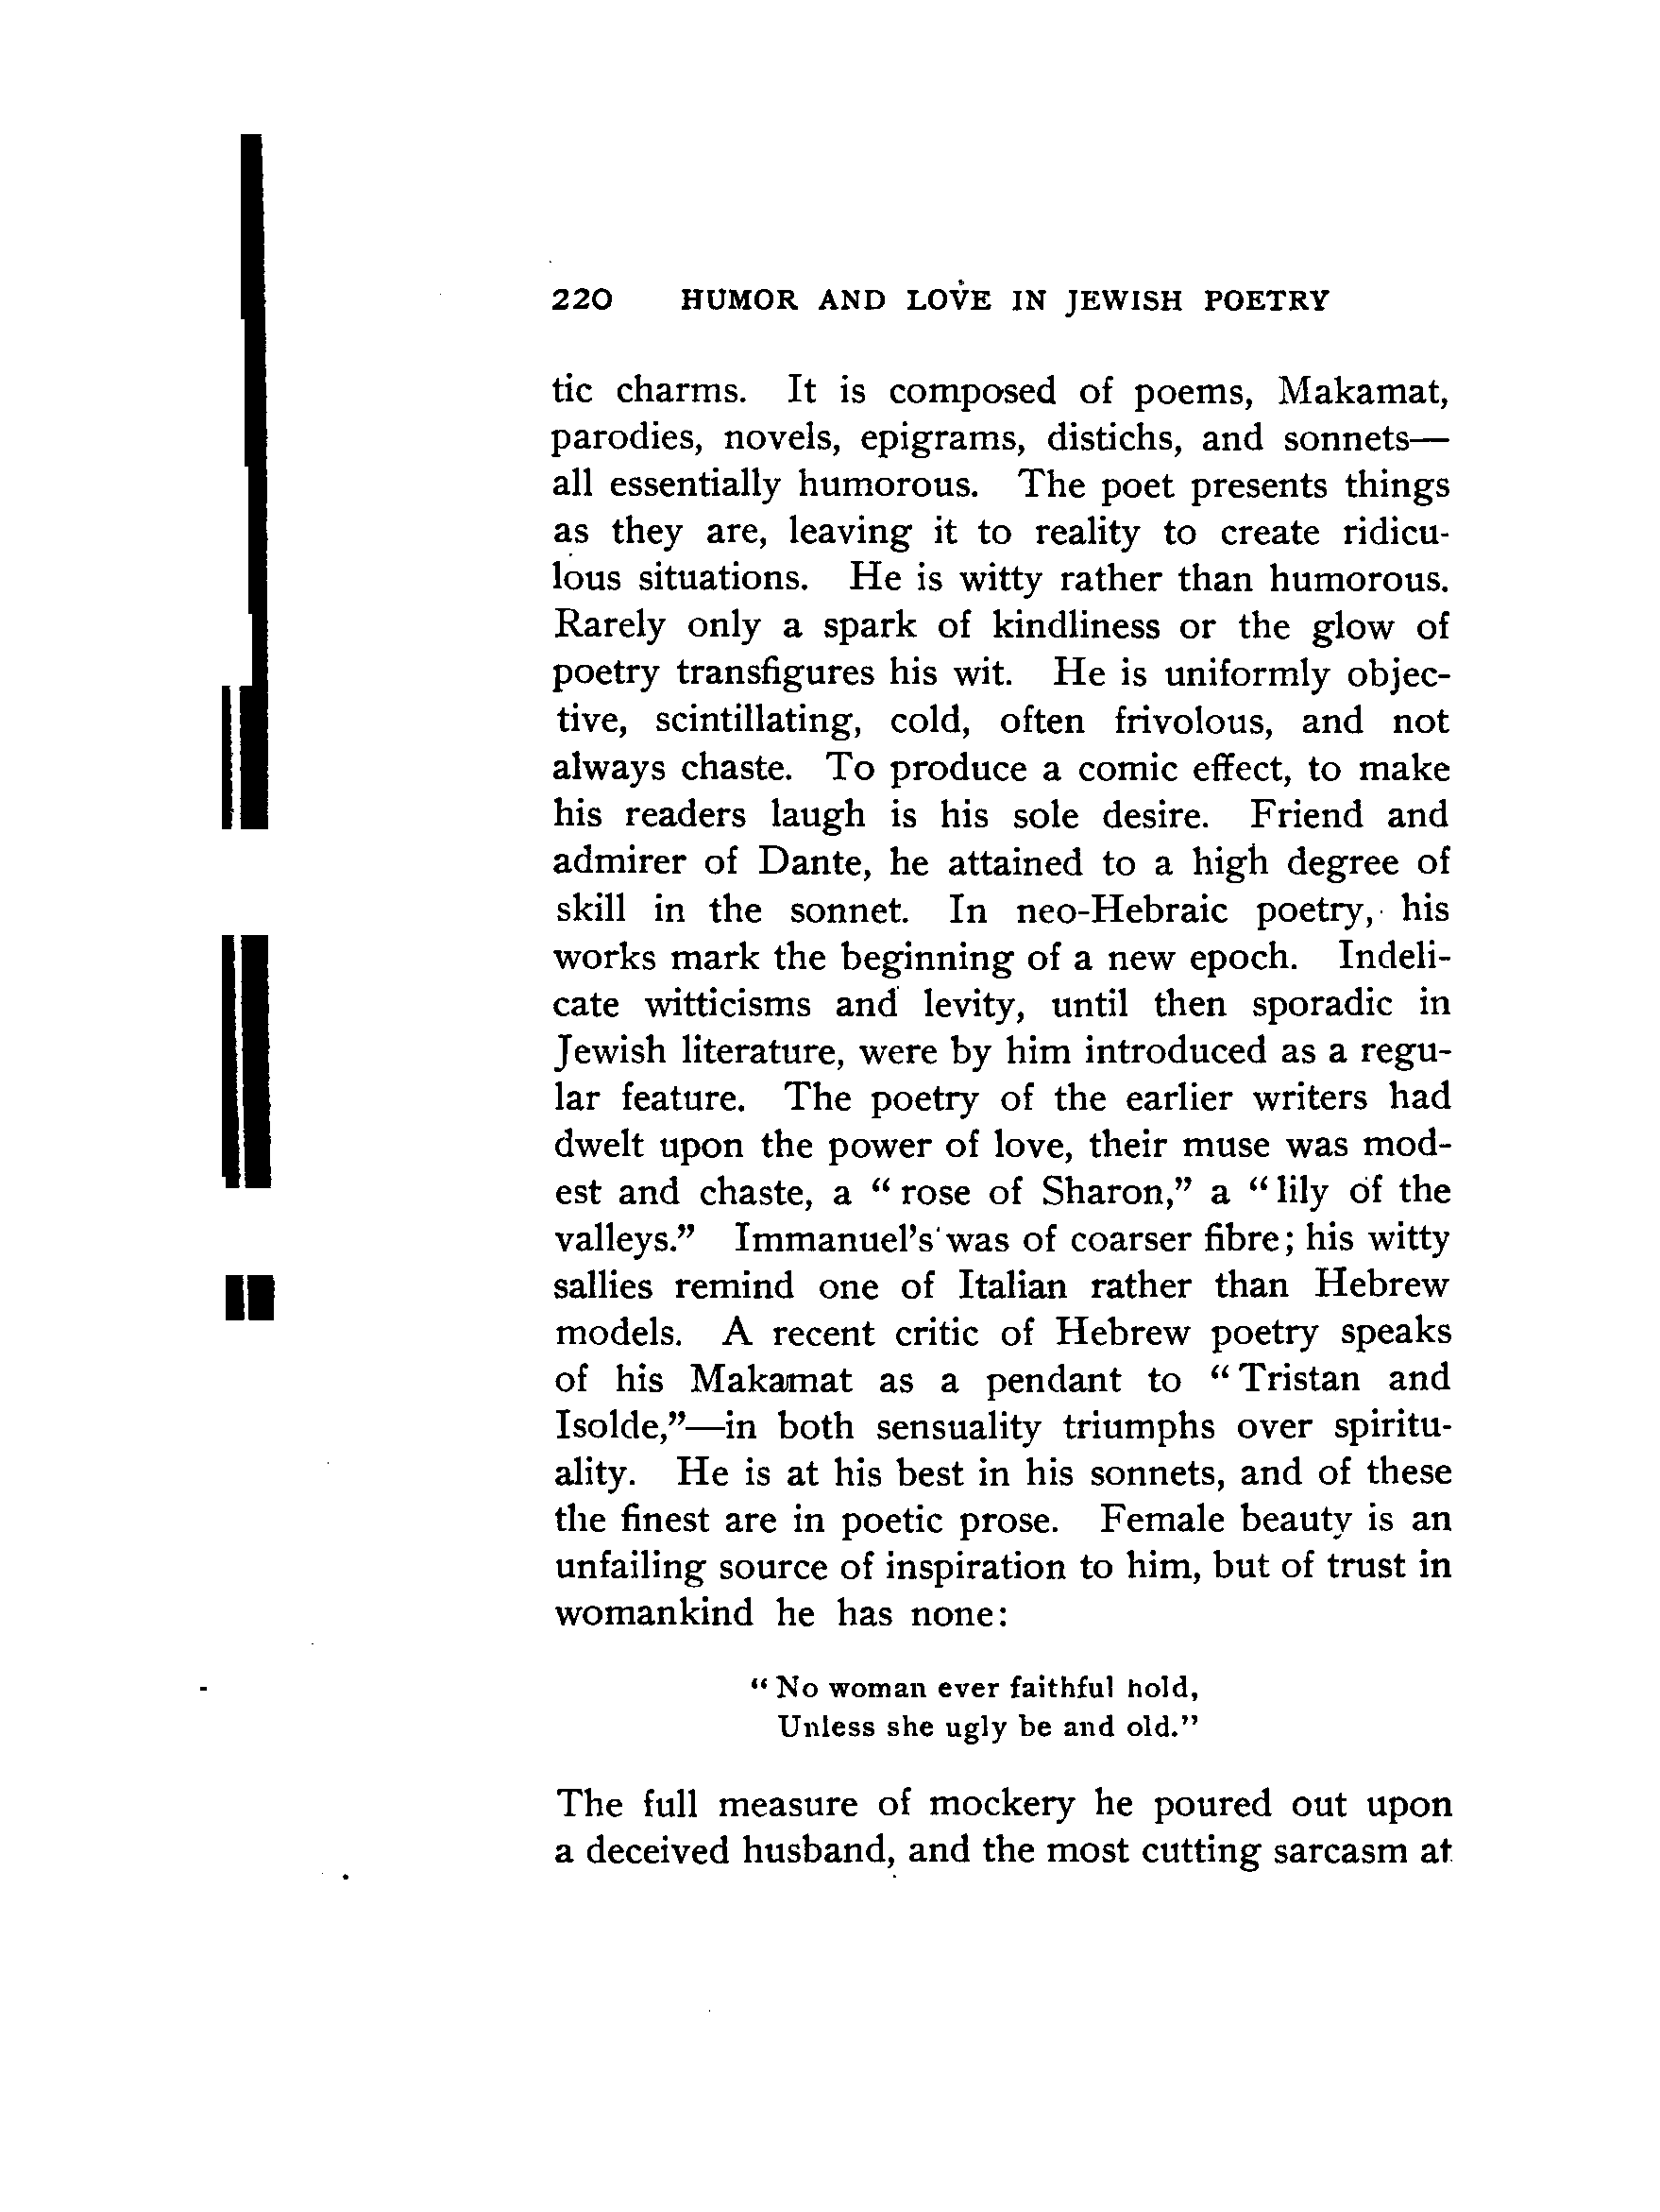 220 HUMOR AND LOVE IN JEWISH POETRY
tic charms. It is composed of poems, Makamat,
parodies, novels, epigrams, distichs, and sonnets—
all essentially humorous. The poet presents things
as they are, leaving it to reality to create ridicu-
lous situations. He is witty rather than humorous.
Rarely only a spark of kindliness or the glow of
poetry transfigures his wit. He is uniformly objec-
tive, scintillating, cold, often frivolous, and not
always chaste. To produce a comic effect, to make
his readers laugh is his sole desire. Friend and
admirer of Dante, he attained to a high degree of
skill in the sonnet. In neo-Hebraic poetry, his
works mark the beginning of a new epoch. Indeli-
cate witticisms and levity, until then sporadic in
Jewish literature, were by him introduced as a regu-
lar feature. The poetry of the earlier writers had
dwelt upon the power of love, their muse was mod-
est and chaste, a “rose of Sharon,” a “lily of the
valleys.” Immanuel’s was of coarser fibre; his witty
sallies remind one of Italian rather than Hebrew
models. A recent critic of Hebrew poetry speaks
of his Makamat as a pendant to “Tristan and
Isolde,”—in both sensuality triumphs over spiritu-
ality. He is at his best in his sonnets, and of these
the finest are in poetic prose. Female beauty is an
unfailing source of inspiration to him, but of trust in
womankind he has none:
“No woman ever faithful hold,
Unless she ugly be and old.”
The full measure of mockery he poured out upon
a deceived husband, and the most cutting sarcasm at